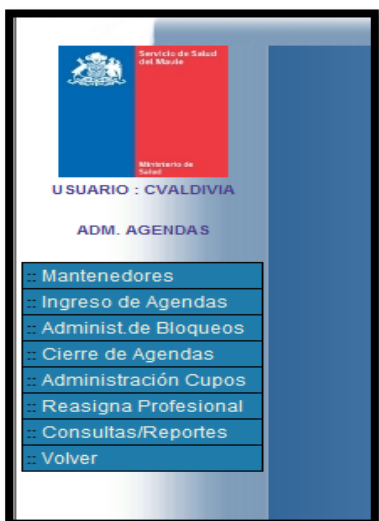 Servicio de Salud
del Maule
Ministerio de
Salud
USUARIO : CVALDIVIA
ADM. AGENDAS
:: Mantenedores
:: Ingreso de Agendas
:: Administ.de Bloqueos
:: Cierre de Agendas
:: Administración Cupos
:: Reasigna Profesional
:: Consultas/Reportes
:: Volver